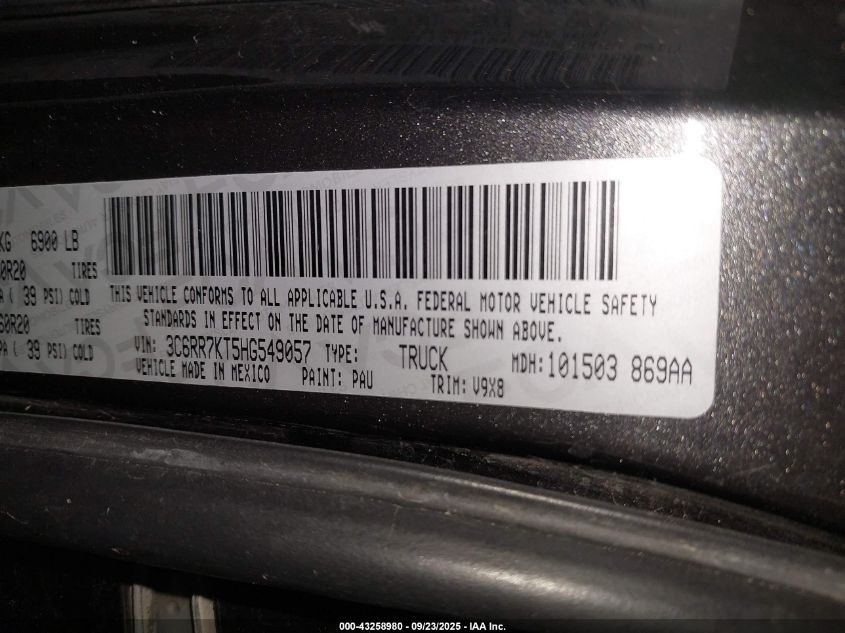 KG 6900 LB
0R20 TIRES
A ( 39 PSI) COLD
60R20 TIRES
PA ( 39 PSI) COLD
THIS VEHICLE CONFORMS TO ALL APPLICABLE U.S.A. FEDERAL MOTOR VEHICLE SAFETY
STANDARDS IN EFFECT ON THE DATE OF MANUFACTURE SHOWN ABOVE.
VIN: 3C6RR7KT5HG549057 TYPE: TRUCK MDH: 101503 869AA
VEHICLE MADE IN MEXICO PAINT: PAU TRIM: V9X8
000-43258980 - 09/23/2025 - IAA Inc.